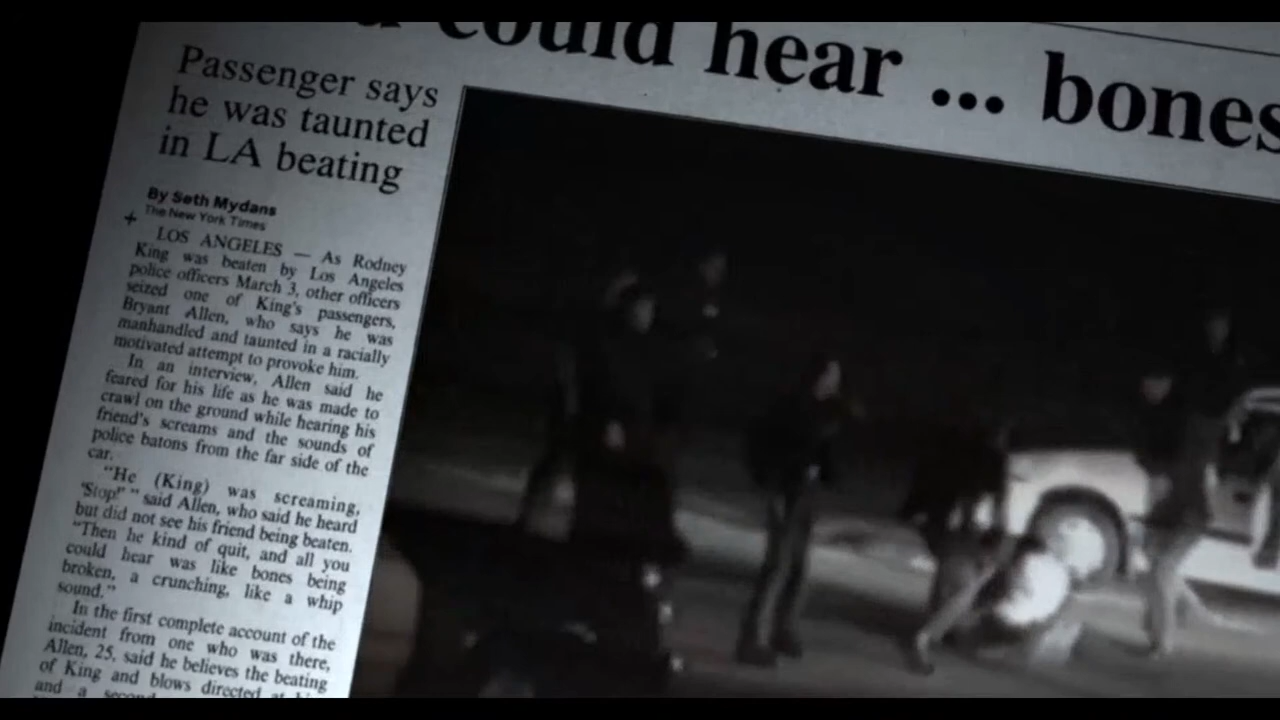 could hear ... bones
Passenger says
he was taunted
in LA beating
By Seth Mydans
The New York Times
LOS ANGELES — As Rodney
King was beaten by Los Angeles
police officers March 3, other officers
seized one of King's passengers,
Bryant Allen, who says he was
manhandled and taunted in a racially
motivated attempt to provoke him.
In an interview, Allen said he
feared for his life as he was made to
crawl on the ground while hearing his
friend's screams and the sounds of
police batons from the far side of the
car.
"He (King) was screaming,
'Stop!' " said Allen, who said he heard
but did not see his friend being beaten.
"Then he kind of quit, and all you
could hear was like bones being
broken, a crunching, like a whip
sound."
In the first complete account of the
incident from one who was there,
Allen, 25, said he believes the beating
of King and blows directed at
and a